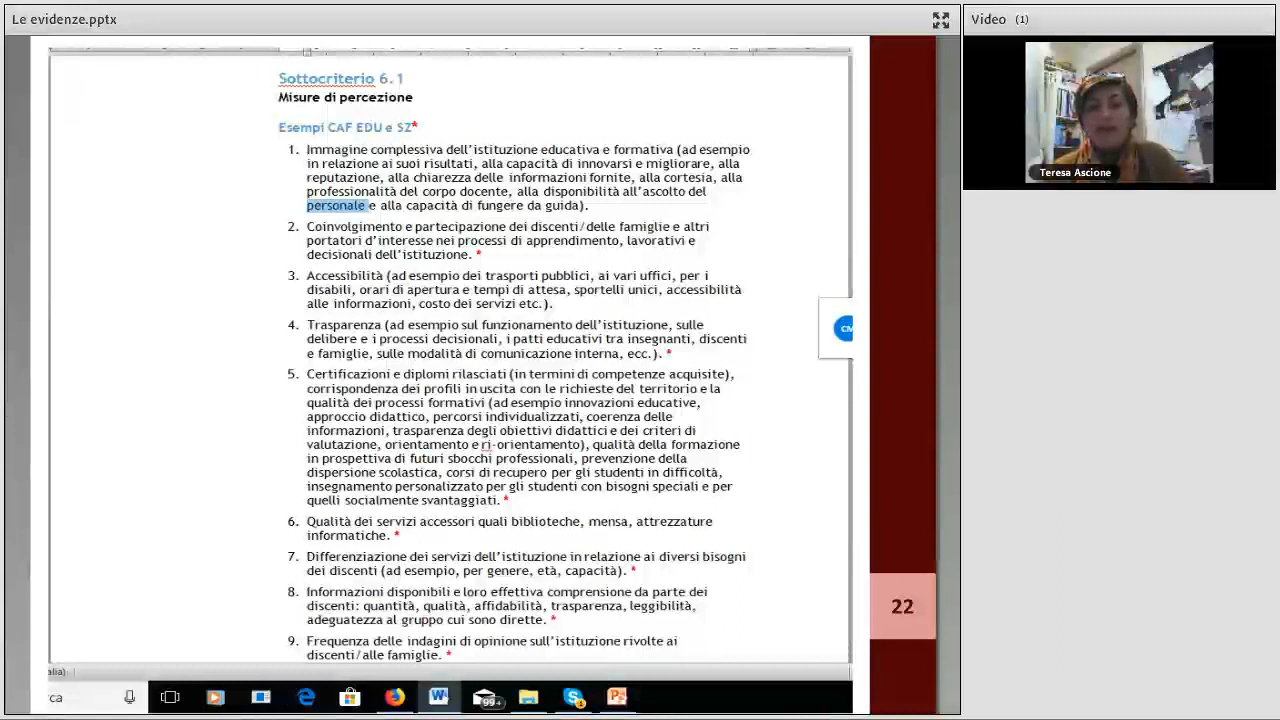 Le evidenze.pptx
Video (1)
Teresa Ascione
Sottocriterio 6.1
Misure di percezione
Esempi CAF EDU e SZ*
1. Immagine complessiva dell'istituzione educativa e formativa (ad esempio
in relazione ai suoi risultati, alla capacità di innovarsi e migliorare, alla
reputazione, alla chiarezza delle informazioni fornite, alla cortesia, alla
professionalità del corpo docente, alla disponibilità all'ascolto del
personale e alla capacità di fungere da guida).
2. Coinvolgimento e partecipazione dei discenti/delle famiglie e altri
portatori d'interesse nei processi di apprendimento, lavorativi e
decisionali dell'istituzione. *
3. Accessibilità (ad esempio dei trasporti pubblici, ai vari uffici, per i
disabili, orari di apertura e tempi di attesa, sportelli unici, accessibilità
alle informazioni, costo dei servizi etc.).
4. Trasparenza (ad esempio sul funzionamento dell'istituzione, sulle
delibere e i processi decisionali, i patti educativi tra insegnanti, discenti
e famiglie, sulle modalità di comunicazione interna, ecc.). *
5. Certificazioni e diplomi rilasciati (in termini di competenze acquisite),
corrispondenza dei profili in uscita con le richieste del territorio e la
qualità dei processi formativi (ad esempio innovazioni educative,
approccio didattico, percorsi individualizzati, coerenza delle
informazioni, trasparenza degli obiettivi didattici e dei criteri di
valutazione, orientamento e ri-orientamento), qualità della formazione
in prospettiva di futuri sbocchi professionali, prevenzione della
dispersione scolastica, corsi di recupero per gli studenti in difficoltà,
insegnamento personalizzato per gli studenti con bisogni speciali e per
quelli socialmente svantaggiati. *
6. Qualità dei servizi accessori quali biblioteche, mensa, attrezzature
informatiche. *
7. Differenziazione dei servizi dell'istituzione in relazione ai diversi bisogni
dei discenti (ad esempio, per genere, età, capacità). *
8. Informazioni disponibili e loro effettiva comprensione da parte dei
discenti: quantità, qualità, affidabilità, trasparenza, leggibilità,
adeguatezza al gruppo cui sono dirette. *
9. Frequenza delle indagini di opinione sull'istituzione rivolte ai
discenti/alle famiglie. *
CM
22
alia)
rca
99+
1